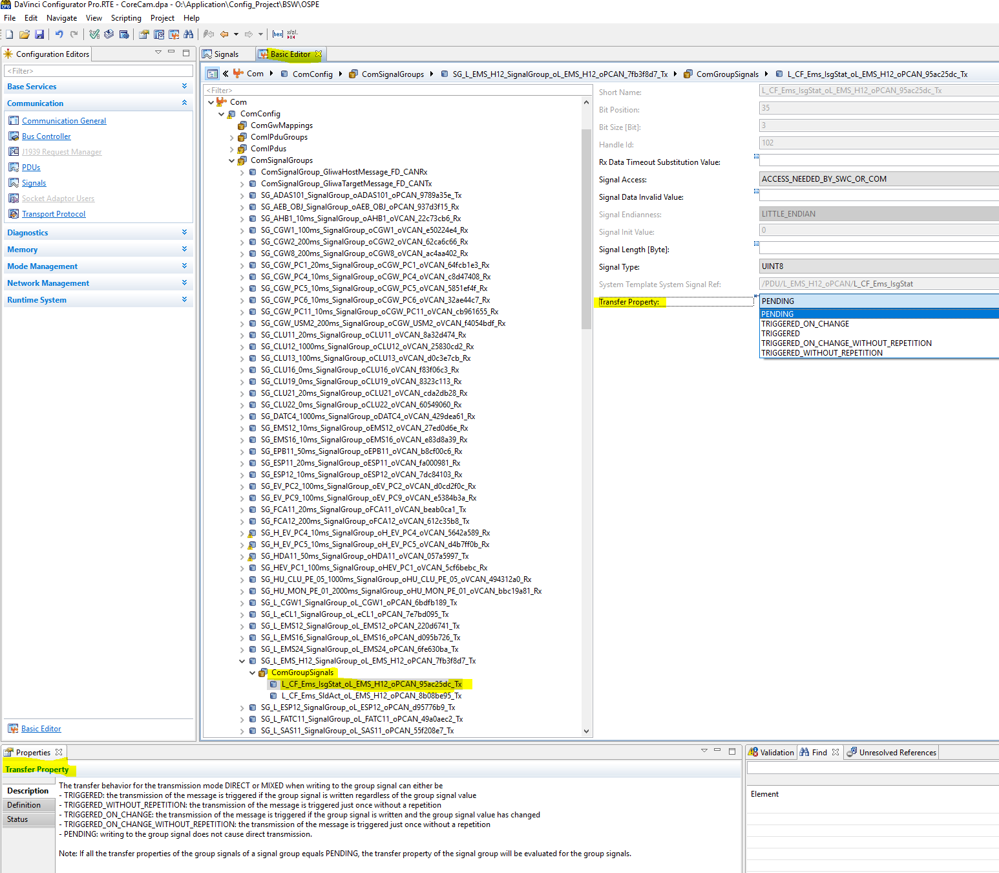 DaVinci Configurator Pro.RTE - CoreCam.dpa - O:\Application\Config_Project\BSW\OSPE
File Edit Navigate View Scripting Project Help
Configuration Editors
<Filter>
Base Services
Communication
Communication General
Bus Controller
J1939 Request Manager
PDUs
Signals
Socket Adaptor Users
Transport Protocol
Diagnostics
Memory
Mode Management
Network Management
Runtime System
Basic Editor
Signals
Basic Editor
Com ComConfig ComSignalGroups SG_L_EMS_H12_SignalGroup_oL_EMS_H12_oPCAN_7fb3f8d7_Tx ComGroupSignals L_CF_Ems_IsgStat_oL_EMS_H12_oPCAN_95ac25dc_Tx
<Filter>
Com
ComConfig
ComGwMappings
ComIPduGroups
ComIPdus
ComSignalGroups
ComSignalGroup_GliwaHostMessage_FD_CANRx
ComSignalGroup_GliwaTargetMessage_FD_CANTx
SG_ADAS101_SignalGroup_oADAS101_oPCAN_9789a35e_Tx
SG_AEB_OBJ_SignalGroup_oAEB_OBJ_oPCAN_937d3f15_Rx
SG_AHB1_10ms_SignalGroup_oAHB1_oVCAN_22c73cb6_Rx
SG_CGW1_100ms_SignalGroup_oCGW1_oVCAN_e50224e4_Rx
SG_CGW2_200ms_SignalGroup_oCGW2_oVCAN_62ca6c66_Rx
SG_CGW8_200ms_SignalGroup_oCGW8_oVCAN_ac4aa402_Rx
SG_CGW_PC1_20ms_SignalGroup_oCGW_PC1_oVCAN_64fcb1e3_Rx
SG_CGW_PC4_10ms_SignalGroup_oCGW_PC4_oVCAN_c8d47408_Rx
SG_CGW_PC5_10ms_SignalGroup_oCGW_PC5_oVCAN_5851ef4f_Rx
SG_CGW_PC6_10ms_SignalGroup_oCGW_PC6_oVCAN_32ae44c7_Rx
SG_CGW_PC11_10ms_SignalGroup_oCGW_PC11_oVCAN_cb961655_Rx
SG_CGW_USM2_200ms_SignalGroup_oCGW_USM2_oVCAN_f4054bdf_Rx
SG_CLU11_20ms_SignalGroup_oCLU11_oVCAN_8a32d474_Rx
SG_CLU12_1000ms_SignalGroup_oCLU12_oVCAN_25830cd2_Rx
SG_CLU13_100ms_SignalGroup_oCLU13_oVCAN_d0c3e7cb_Rx
SG_CLU16_0ms_SignalGroup_oCLU16_oVCAN_f83f06c3_Rx
SG_CLU19_0ms_SignalGroup_oCLU19_oVCAN_8323c113_Rx
SG_CLU21_20ms_SignalGroup_oCLU21_oVCAN_cda2db28_Rx
SG_CLU22_0ms_SignalGroup_oCLU22_oVCAN_60549060_Rx
SG_DATC4_1000ms_SignalGroup_oDATC4_oVCAN_429dea61_Rx
SG_EMS12_10ms_SignalGroup_oEMS12_oVCAN_27ed0d6e_Rx
SG_EMS16_10ms_SignalGroup_oEMS16_oVCAN_e83d8a39_Rx
SG_EPB11_50ms_SignalGroup_oEPB11_oVCAN_b8cf00c6_Rx
SG_ESP11_20ms_SignalGroup_oESP11_oVCAN_fa000981_Rx
SG_ESP12_10ms_SignalGroup_oESP12_oVCAN_7dc84103_Rx
SG_EV_PC2_100ms_SignalGroup_oEV_PC2_oVCAN_d0cd2f0c_Rx
SG_EV_PC9_100ms_SignalGroup_oEV_PC9_oVCAN_e5384b3a_Rx
SG_FCA11_20ms_SignalGroup_oFCA11_oVCAN_beab0ca1_Tx
SG_FCA12_200ms_SignalGroup_oFCA12_oVCAN_612c35b8_Tx
SG_H_EV_PC4_10ms_SignalGroup_oH_EV_PC4_oVCAN_5642a589_Rx
SG_H_EV_PC5_10ms_SignalGroup_oH_EV_PC5_oVCAN_d4b7ff0b_Rx
SG_HDA11_50ms_SignalGroup_oHDA11_oVCAN_057a5997_Tx
SG_HEV_PC1_100ms_SignalGroup_oHEV_PC1_oVCAN_5cf6bebc_Rx
SG_HU_CLU_PE_05_1000ms_SignalGroup_oHU_CLU_PE_05_oVCAN_494312a0_Rx
SG_HU_MON_PE_01_2000ms_SignalGroup_oHU_MON_PE_01_oVCAN_bbc19a81_Rx
SG_L_CGW1_SignalGroup_oL_CGW1_oPCAN_6bdfb189_Tx
SG_L_eCL1_SignalGroup_oL_eCL1_oPCAN_7e7bd095_Tx
SG_L_EMS12_SignalGroup_oL_EMS12_oPCAN_220d6741_Tx
SG_L_EMS16_SignalGroup_oL_EMS16_oPCAN_d095b726_Tx
SG_L_EMS24_SignalGroup_oL_EMS24_oPCAN_6fe630ba_Tx
SG_L_EMS_H12_SignalGroup_oL_EMS_H12_oPCAN_7fb3f8d7_Tx
ComGroupSignals
L_CF_Ems_IsgStat_oL_EMS_H12_oPCAN_95ac25dc_Tx
L_CF_Ems_SldAct_oL_EMS_H12_oPCAN_8b08be95_Tx
SG_L_ESP12_SignalGroup_oL_ESP12_oPCAN_d95776b9_Tx
SG_L_FATC11_SignalGroup_oL_FATC11_oPCAN_49a0aec2_Tx
SG_L_SAS11_SignalGroup_oL_SAS11_oPCAN_55f208e7_Tx
Short Name: L_CF_Ems_IsgStat_oL_EMS_H12_oPCAN_95ac25dc_Tx
Bit Position: 35
Bit Size [Bit]: 3
Handle Id: 102
Rx Data Timeout Substitution Value:
Signal Access: ACCESS_NEEDED_BY_SWC_OR_COM
Signal Data Invalid Value:
Signal Endianness: LITTLE_ENDIAN
Signal Init Value: 0
Signal Length [Byte]:
Signal Type: UINT8
System Template System Signal Ref: /PDU/L_EMS_H12_oPCAN/L_CF_Ems_IsgStat
Transfer Property: PENDING
PENDING
TRIGGERED_ON_CHANGE
TRIGGERED
TRIGGERED_ON_CHANGE_WITHOUT_REPETITION
TRIGGERED_WITHOUT_REPETITION
Properties
Transfer Property
Description
Definition
Status
The transfer behavior for the transmission mode DIRECT or MIXED when writing to the group signal can either be
- TRIGGERED: the transmission of the message is triggered if the group signal is written regardless of the group signal value
- TRIGGERED_WITHOUT_REPETITION: the transmission of the message is triggered just once without a repetition
- TRIGGERED_ON_CHANGE: the transmission of the message is triggered if the group signal is written and the group signal value has changed
- TRIGGERED_ON_CHANGE_WITHOUT_REPETITION: the transmission of the message is triggered just once without a repetition
- PENDING: writing to the group signal does not cause direct transmission.
Note: If all the transfer properties of the group signals of a signal group equals PENDING, the transfer property of the signal group will be evaluated for the group signals.
Validation Find Unresolved References
Element